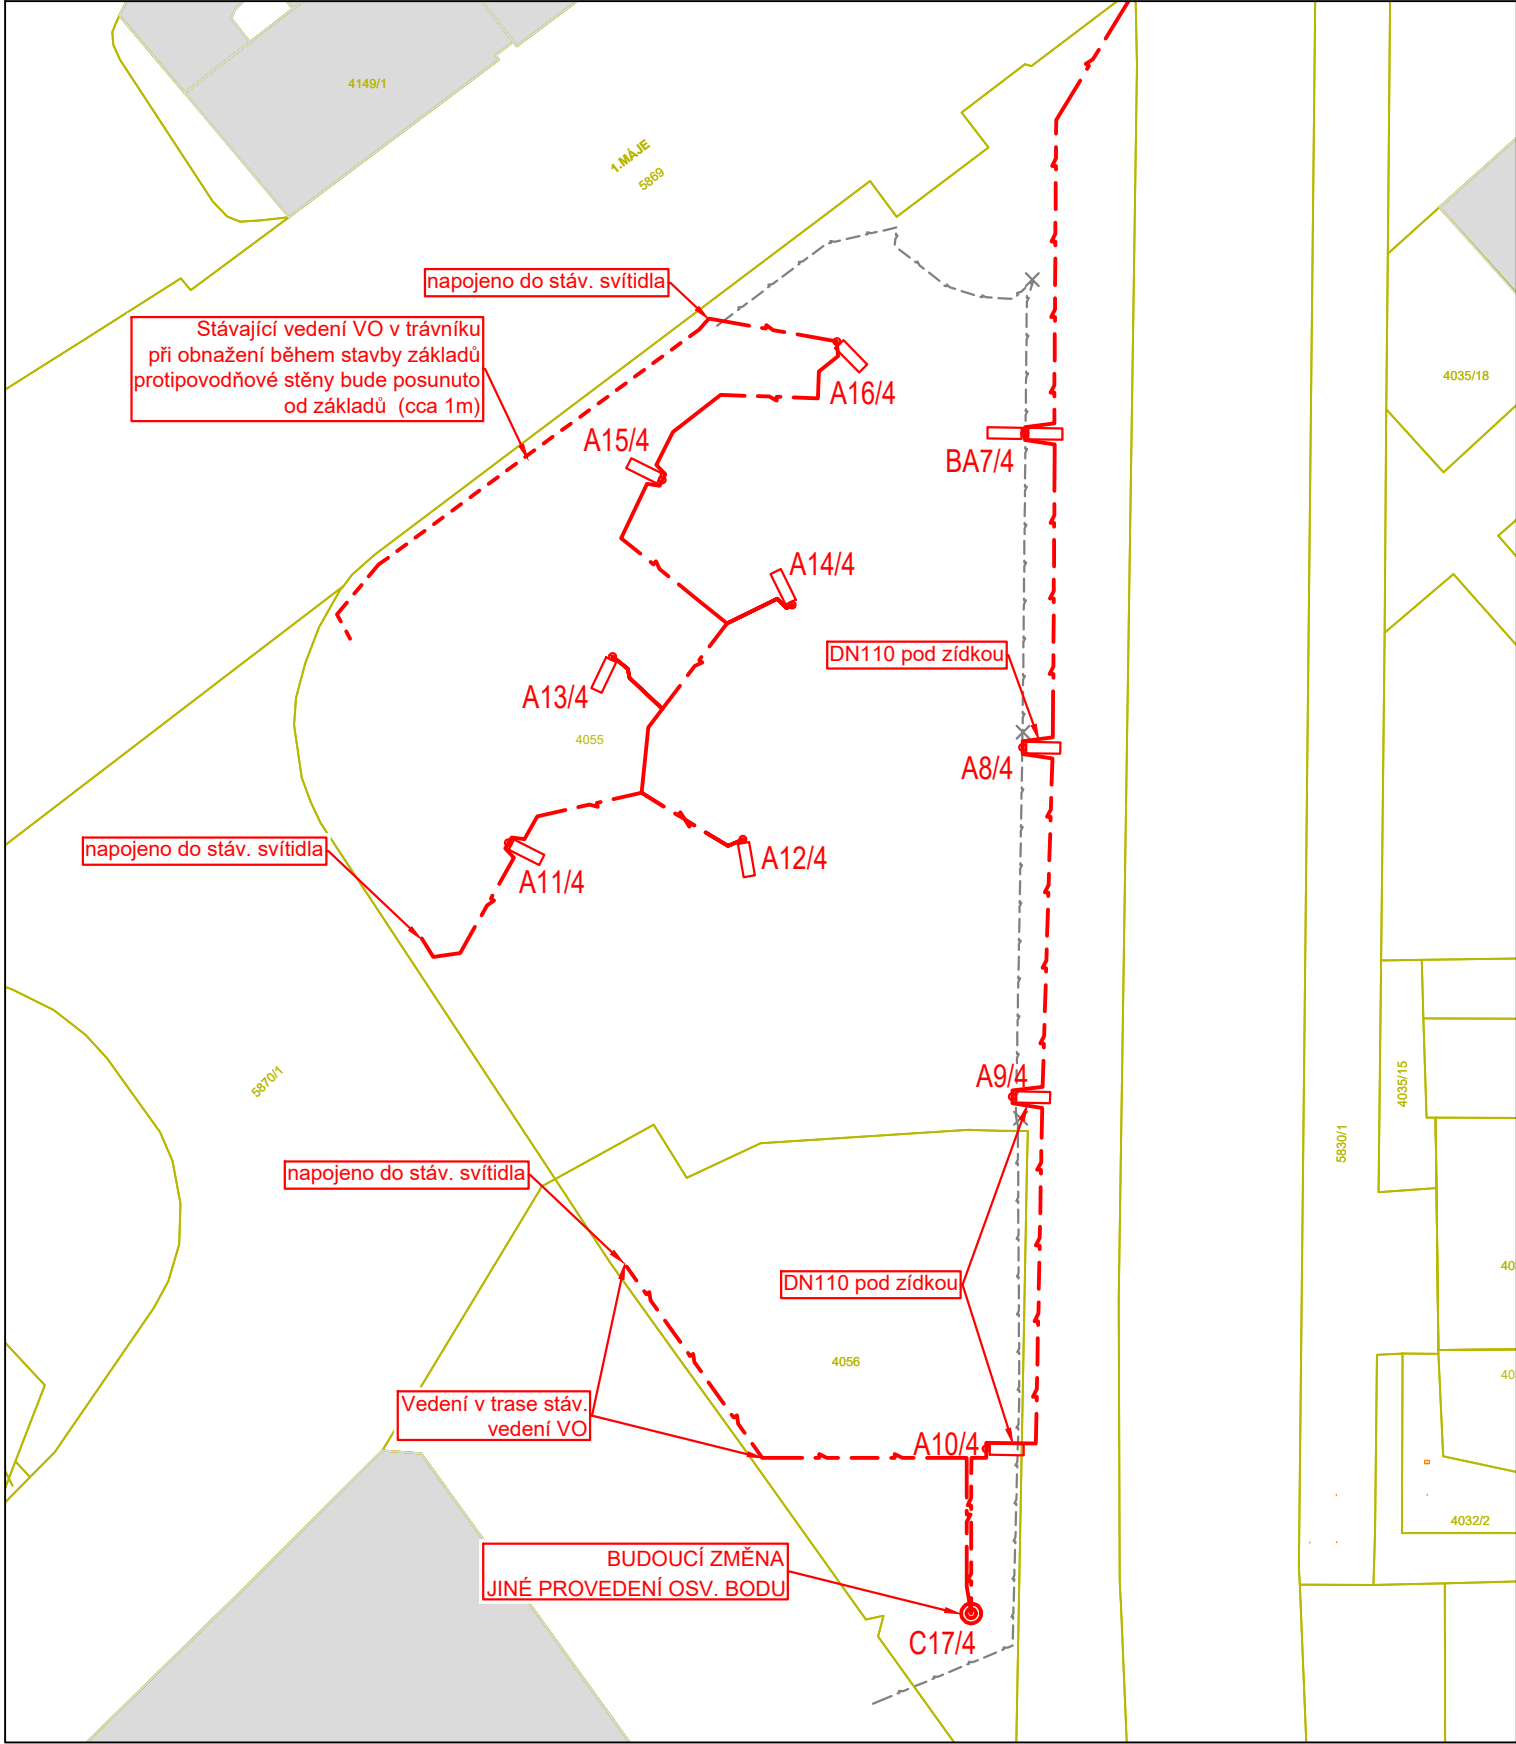 4149/1
1.MÁJE
5869
napojeno do stáv. svítidla
Stávající vedení VO v trávníku
při obnažení během stavby základů
protipovodňové stěny bude posunuto
od základů (cca 1m)
A16/4
4035/18
A15/4
BA7/4
A14/4
DN110 pod zídkou
A13/4
4055
A8/4
napojeno do stáv. svítidla
A12/4
A11/4
5870/1
A9/4
4035/15
5830/1
napojeno do stáv. svítidla
DN110 pod zídkou
4056
Vedení v trase stáv.
vedení VO
A10/4
4032/2
BUDOUCÍ ZMĚNA
JINÉ PROVEDENÍ OSV. BODU
C17/4